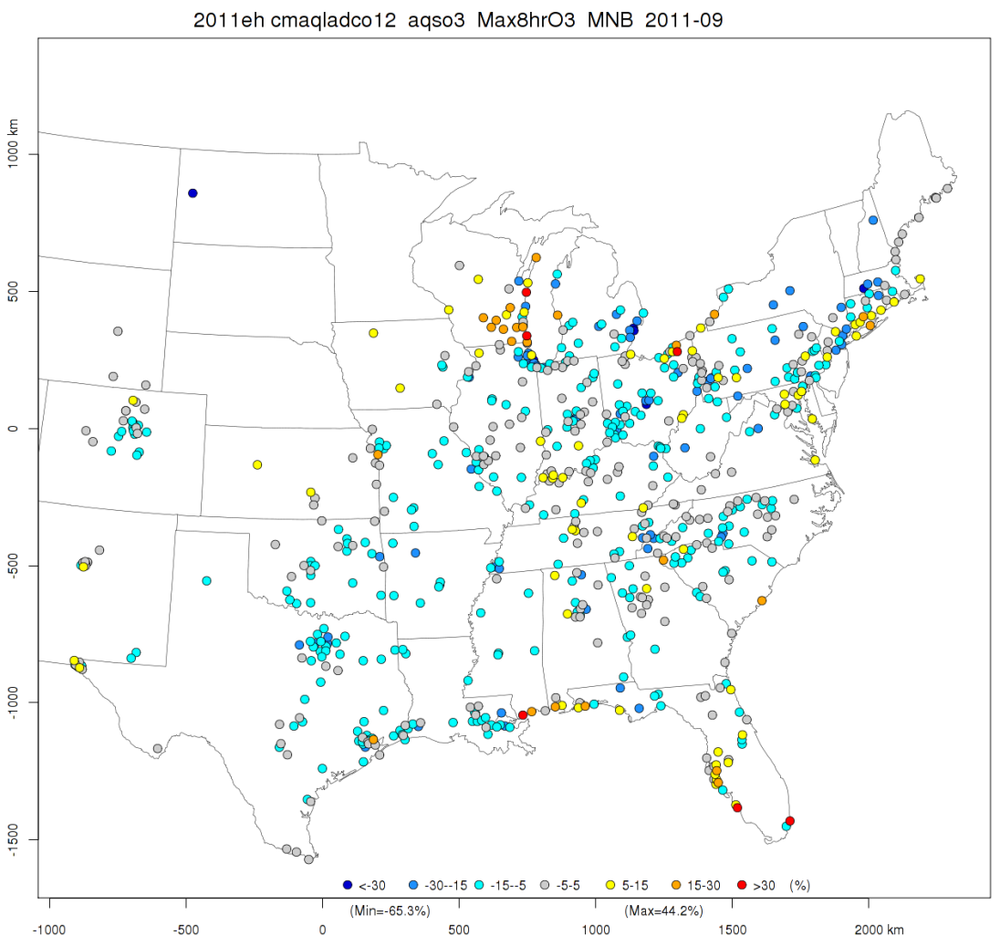 2011eh cmaqladco12 aqso3 Max8hrO3 MNB 2011-09
1000 km
500
0
-500
-1000
-1500
<-30 -30--15 -15--5 -5-5 5-15 15-30 >30 (%)
(Min=-65.3%) (Max=44.2%)
-1000 -500 0 500 1000 1500 2000 km